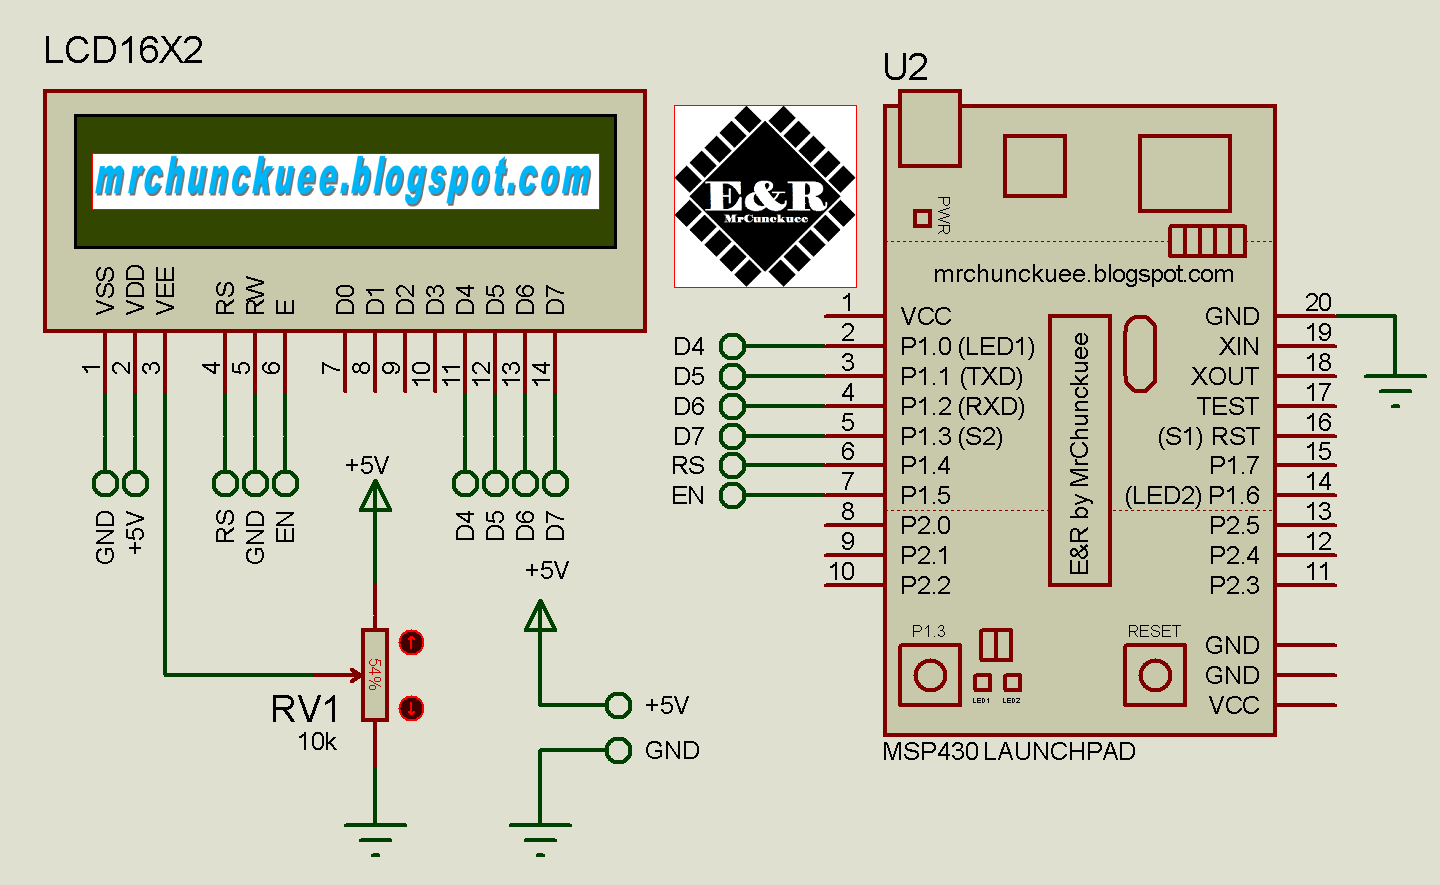 LCD16X2
mrchunckuee.blogspot.com
VSS VDD VEE RS RW E D0 D1 D2 D3 D4 D5 D6 D7
1 2 3 4 5 6 7 8 9 10 11 12 13 14
GND +5V RS GND EN D4 D5 D6 D7
+5V
54%
RV1
10k
+5V
+5V
GND
E&R
MrCunckuee
U2
PWR
mrchunckuee.blogspot.com
1 VCC GND 20
D4 2 P1.0 (LED1) XIN 19
D5 3 P1.1 (TXD) XOUT 18
D6 4 P1.2 (RXD) TEST 17
D7 5 P1.3 (S2) (S1) RST 16
RS 6 P1.4 P1.7 15
EN 7 P1.5 (LED2) P1.6 14
8 P2.0 P2.5 13
9 P2.1 P2.4 12
10 P2.2 P2.3 11
E&R by MrChunckuee
P1.3 RESET
GND
GND
VCC
LED1 LED2
MSP430 LAUNCHPAD